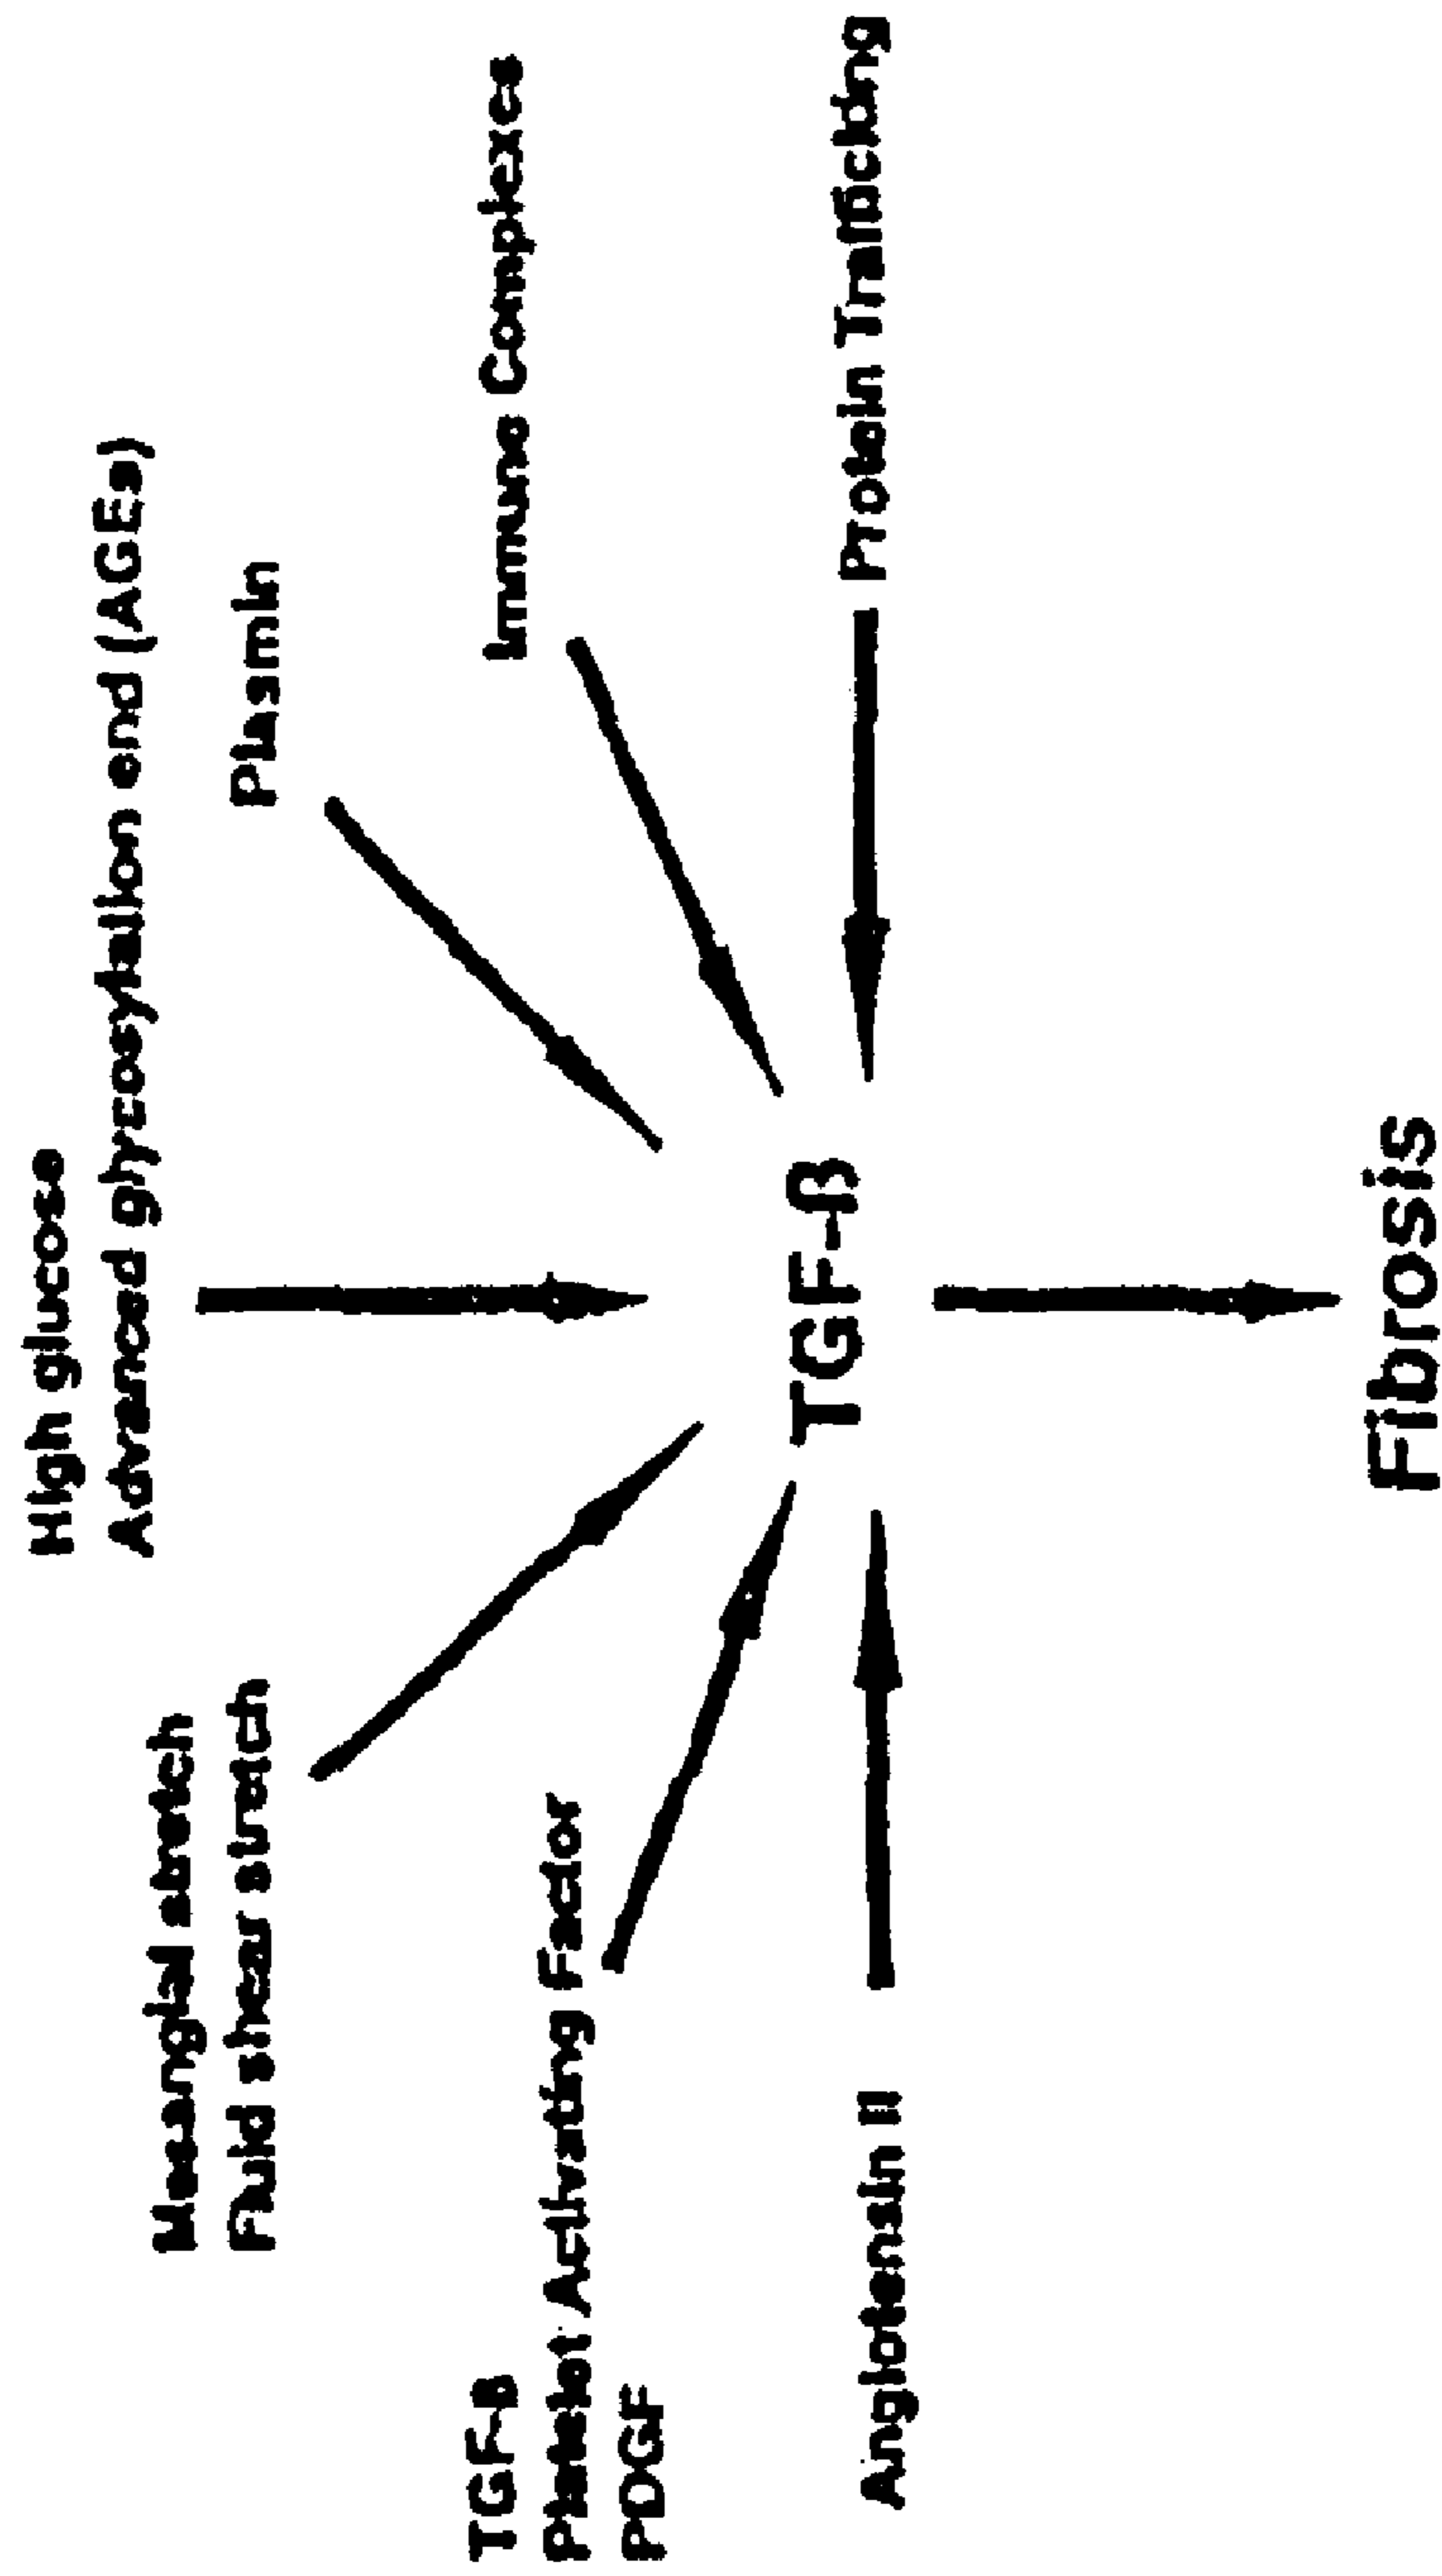 High glucose
Advanced glycosylation end (AGEs)
Mesangial stretch
Fluid shear stretch
Plasmin
TGF-B
Platelet Activating Factor
PDGF
Immune Complexes
Angiotensin II
TGF-β
Protein Trafficking
Fibrosis